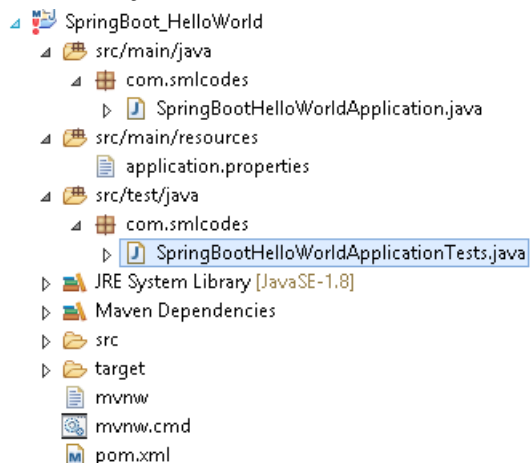 SpringBoot_HelloWorld
src/main/java
com.smlcodes
SpringBootHelloWorldApplication.java
src/main/resources
application.properties
src/test/java
com.smlcodes
SpringBootHelloWorldApplicationTests.java
JRE System Library [JavaSE-1.8]
Maven Dependencies
src
target
mvnw
mvnw.cmd
pom.xml